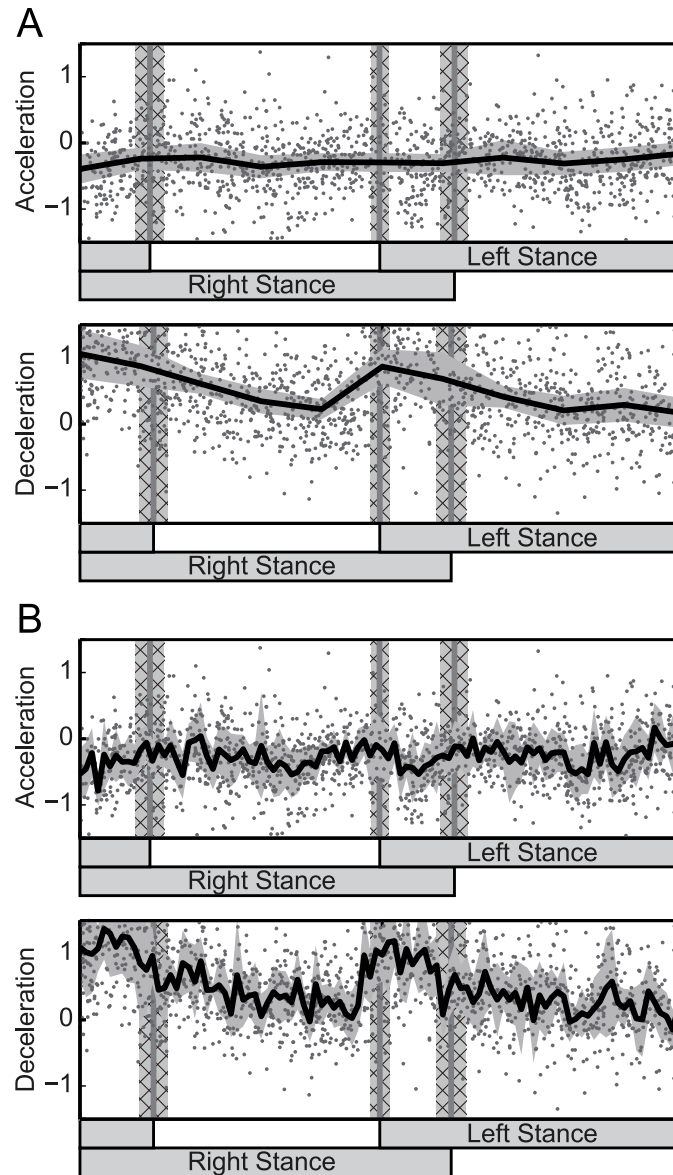 A
Acceleration
1
0
−1
Left Stance
Right Stance
Deceleration
1
0
−1
Left Stance
Right Stance
B
Acceleration
1
0
−1
Left Stance
Right Stance
Deceleration
1
0
−1
Left Stance
Right Stance